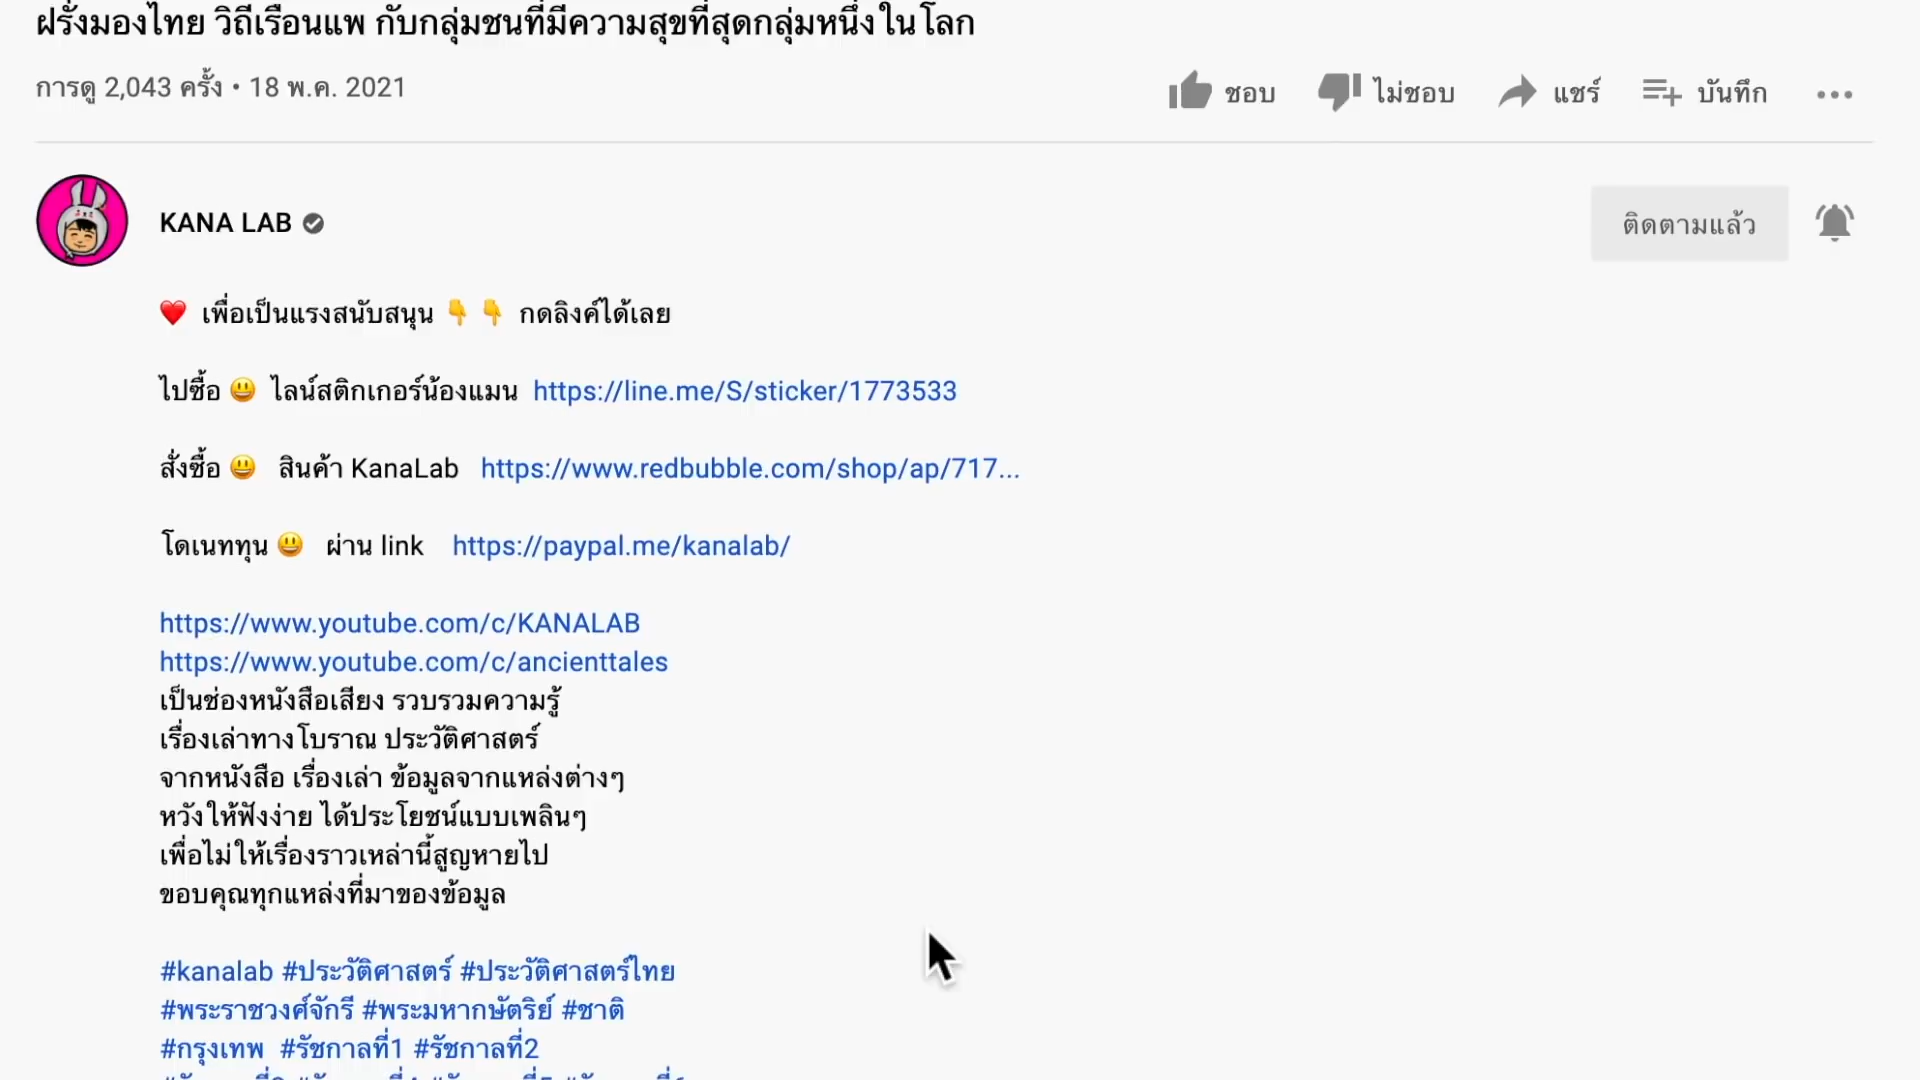 ฝรั่งมองไทย วิถีเรือนแพ กับกลุ่มชนที่มีความสุขที่สุดกลุ่มหนึ่งในโลก
การดู 2,043 ครั้ง • 18 พ.ค. 2021
ชอบ ไม่ชอบ แชร์ บันทึก
KANA LAB
ติดตามแล้ว
❤️ เพื่อเป็นแรงสนับสนุน 👇 👇 กดลิงค์ได้เลย
ไปซื้อ 😃 ไลน์สติกเกอร์น้องแมน https://line.me/S/sticker/1773533
สั่งซื้อ 😃 สินค้า KanaLab https://www.redbubble.com/shop/ap/717...
โดเนททุน 😃 ผ่าน link https://paypal.me/kanalab/
https://www.youtube.com/c/KANALAB
https://www.youtube.com/c/ancienttales
เป็นช่องหนังสือเสียง รวบรวมความรู้
เรื่องเล่าทางโบราณ ประวัติศาสตร์
จากหนังสือ เรื่องเล่า ข้อมูลจากแหล่งต่างๆ
หวังให้ฟังง่าย ได้ประโยชน์แบบเพลินๆ
เพื่อไม่ให้เรื่องราวเหล่านี้สูญหายไป
ขอบคุณทุกแหล่งที่มาของข้อมูล
#kanalab #ประวัติศาสตร์ #ประวัติศาสตร์ไทย
#พระราชวงศ์จักรี #พระมหากษัตริย์ #ชาติ
#กรุงเทพ #รัชกาลที่1 #รัชกาลที่2